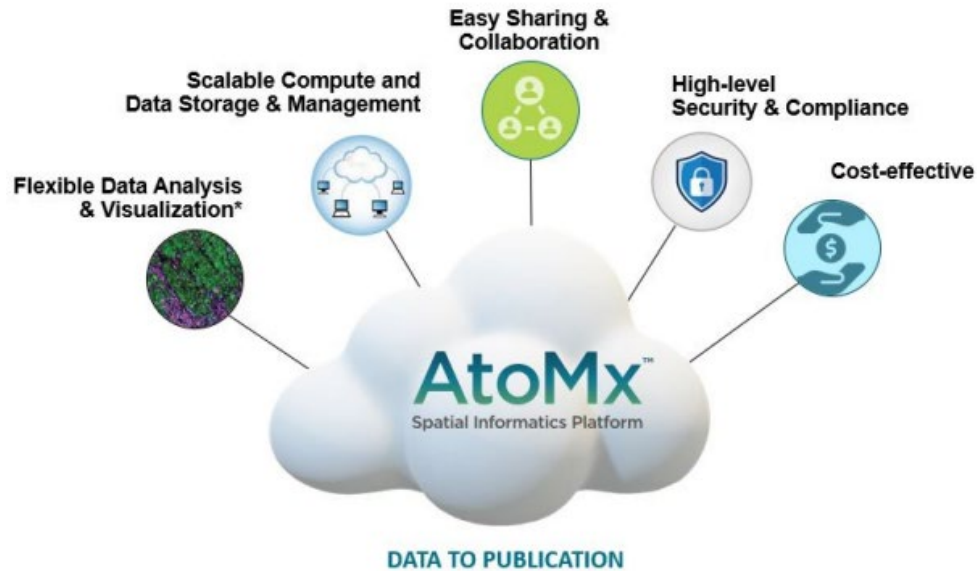 Easy Sharing &
Collaboration
Scalable Compute and
Data Storage & Management
High-level
Security & Compliance
Flexible Data Analysis
& Visualization*
Cost-effective
$
AtoMx™
Spatial Informatics Platform
DATA TO PUBLICATION